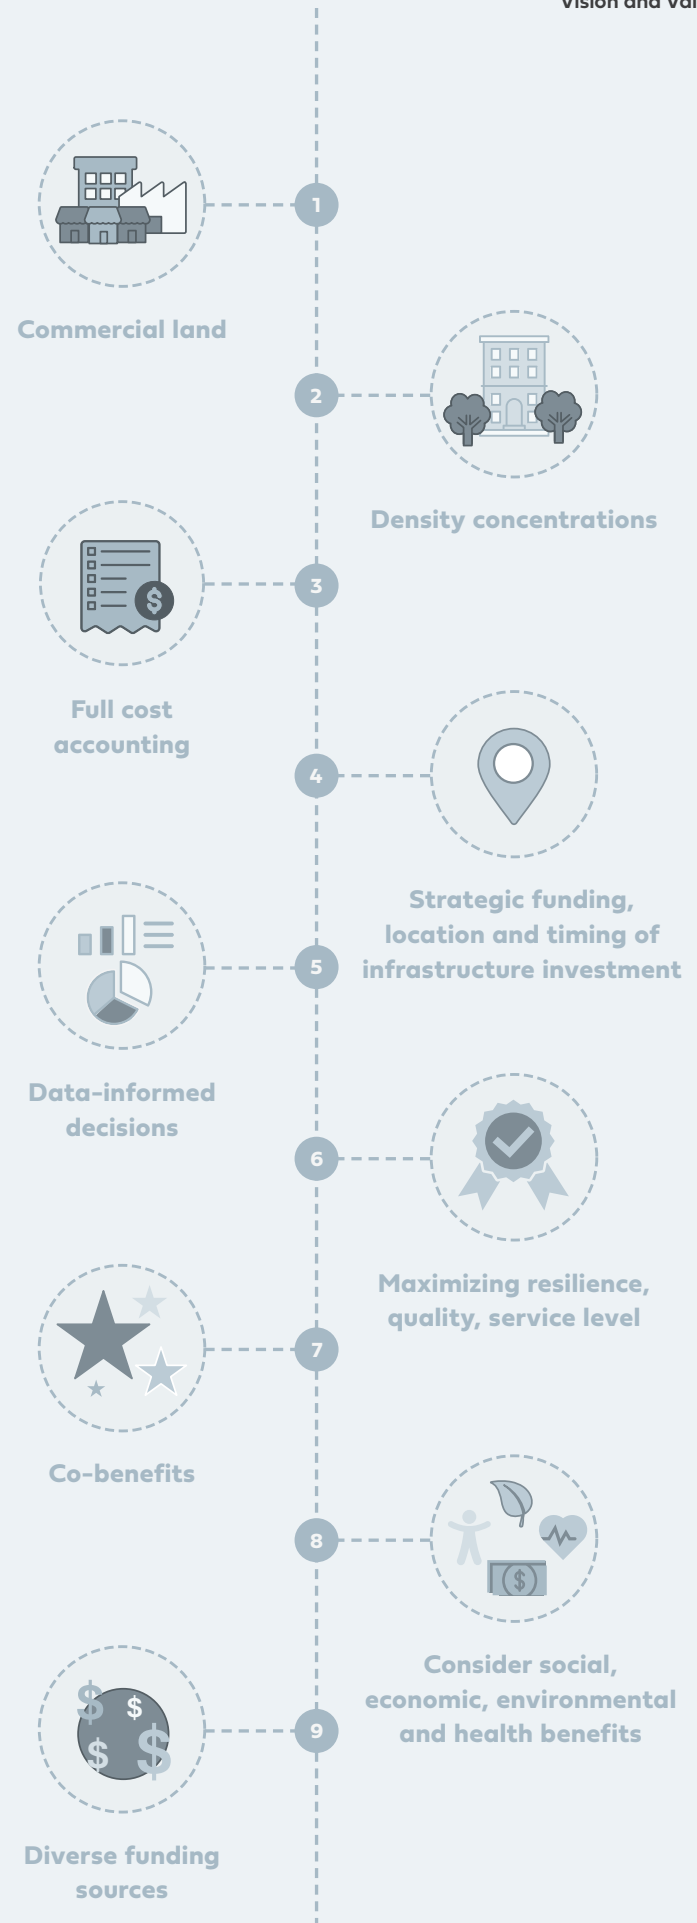 Vision and Val
1
Commercial land
2
Density concentrations
3
Full cost
accounting
4
Strategic funding,
location and timing of
infrastructure investment
5
Data-informed
decisions
6
Maximizing resilience,
quality, service level
7
Co-benefits
8
Consider social,
economic, environmental
and health benefits
9
Diverse funding
sources